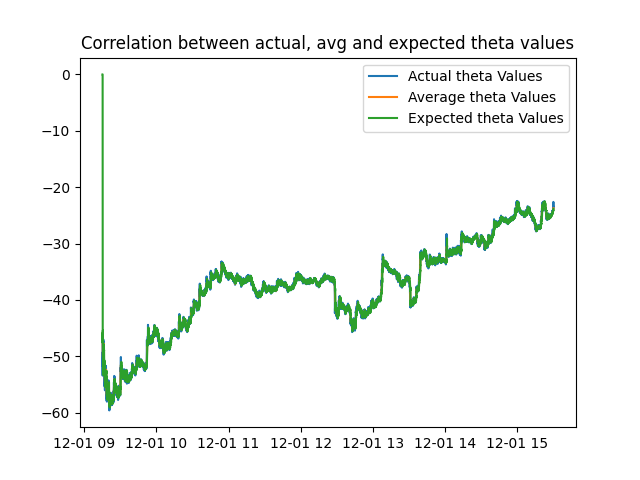 Correlation between actual, avg and expected theta values
Actual theta Values
Average theta Values
Expected theta Values
0
−10
−20
−30
−40
−50
−60
12-01 09 12-01 10 12-01 11 12-01 12 12-01 13 12-01 14 12-01 15